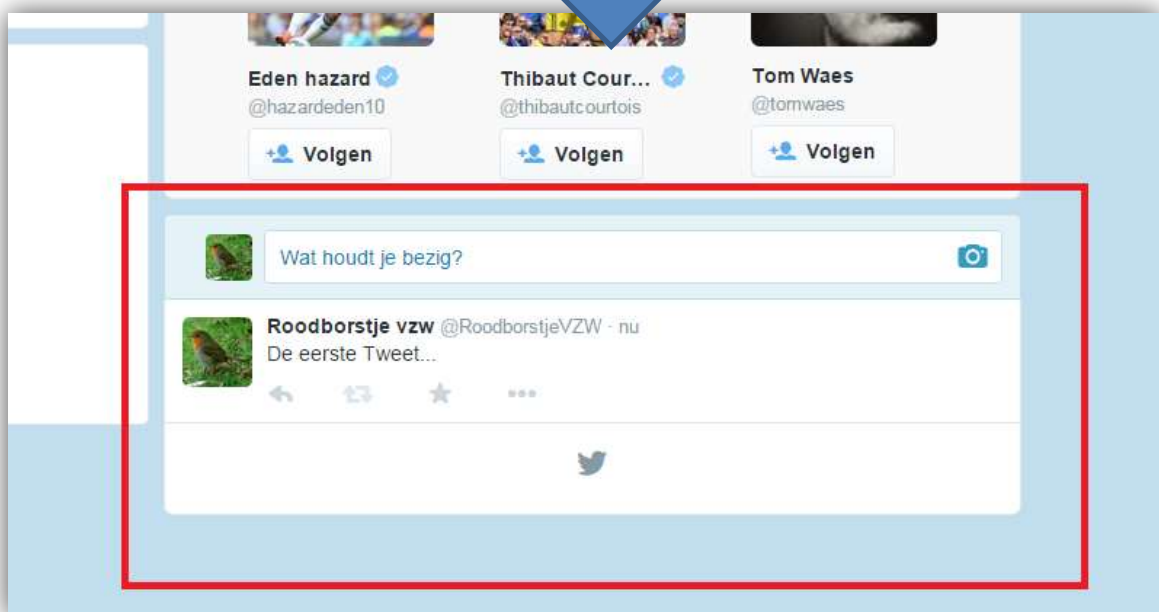 Eden hazard
Thibaut Cour...
Tom Waes
@hazardeden10
@thibautcourtois
@tomwaes
Volgen
Volgen
Volgen
Wat houdt je bezig?
Roodborstje vzw @RoodborstjeVZW · nu
De eerste Tweet...